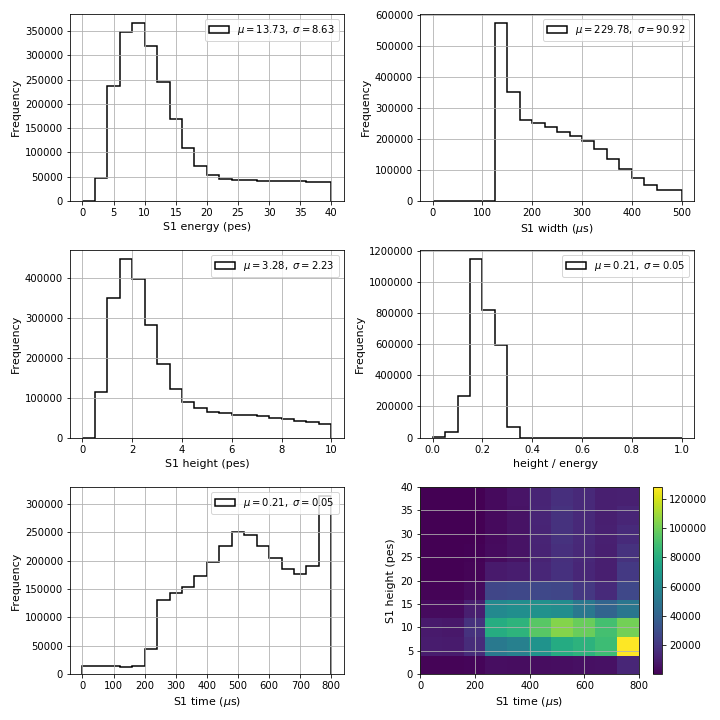 350000
300000
250000
200000
150000
100000
50000
0
Frequency
μ = 13.73, σ = 8.63
0 5 10 15 20 25 30 35 40
S1 energy (pes)
600000
500000
400000
300000
200000
100000
0
Frequency
μ = 229.78, σ = 90.92
0 100 200 300 400 500
S1 width (μs)
400000
300000
200000
100000
0
Frequency
μ = 3.28, σ = 2.23
0 2 4 6 8 10
S1 height (pes)
1200000
1000000
800000
600000
400000
200000
0
Frequency
μ = 0.21, σ = 0.05
0.0 0.2 0.4 0.6 0.8 1.0
height / energy
300000
250000
200000
150000
100000
50000
0
Frequency
μ = 0.21, σ = 0.05
0 100 200 300 400 500 600 700 800
S1 time (μs)
40
35
30
25
20
15
10
5
0
S1 height (pes)
0 200 400 600 800
S1 time (μs)
120000
100000
80000
60000
40000
20000